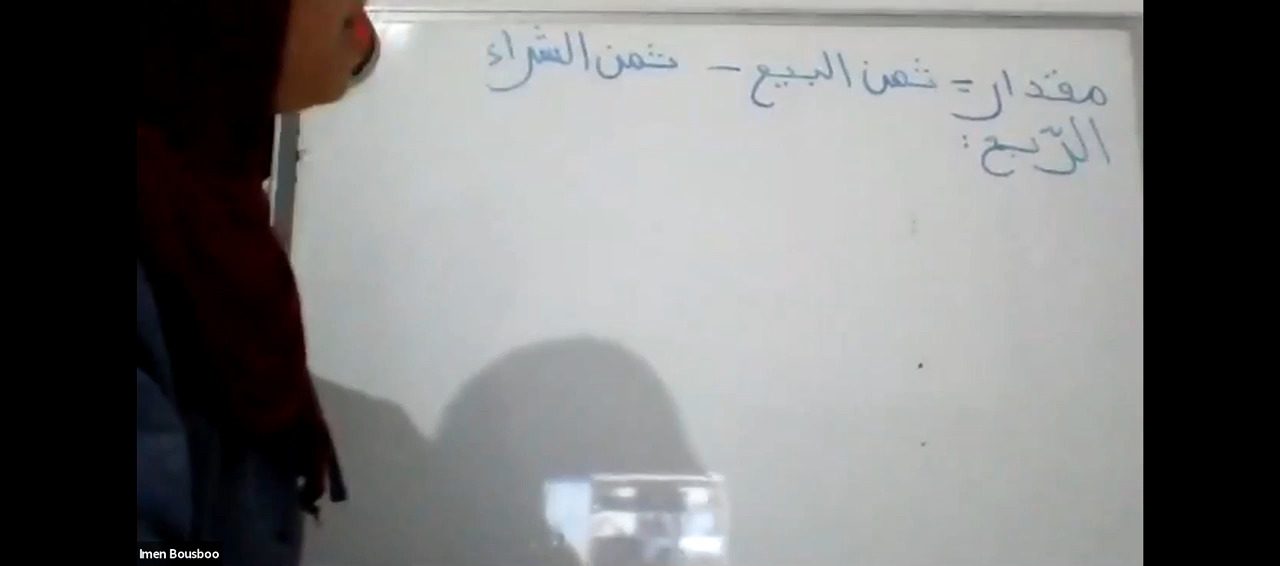 مقدار = ثمن البيع - ثمن الشراء
الرّبح :
Imen Bousboo